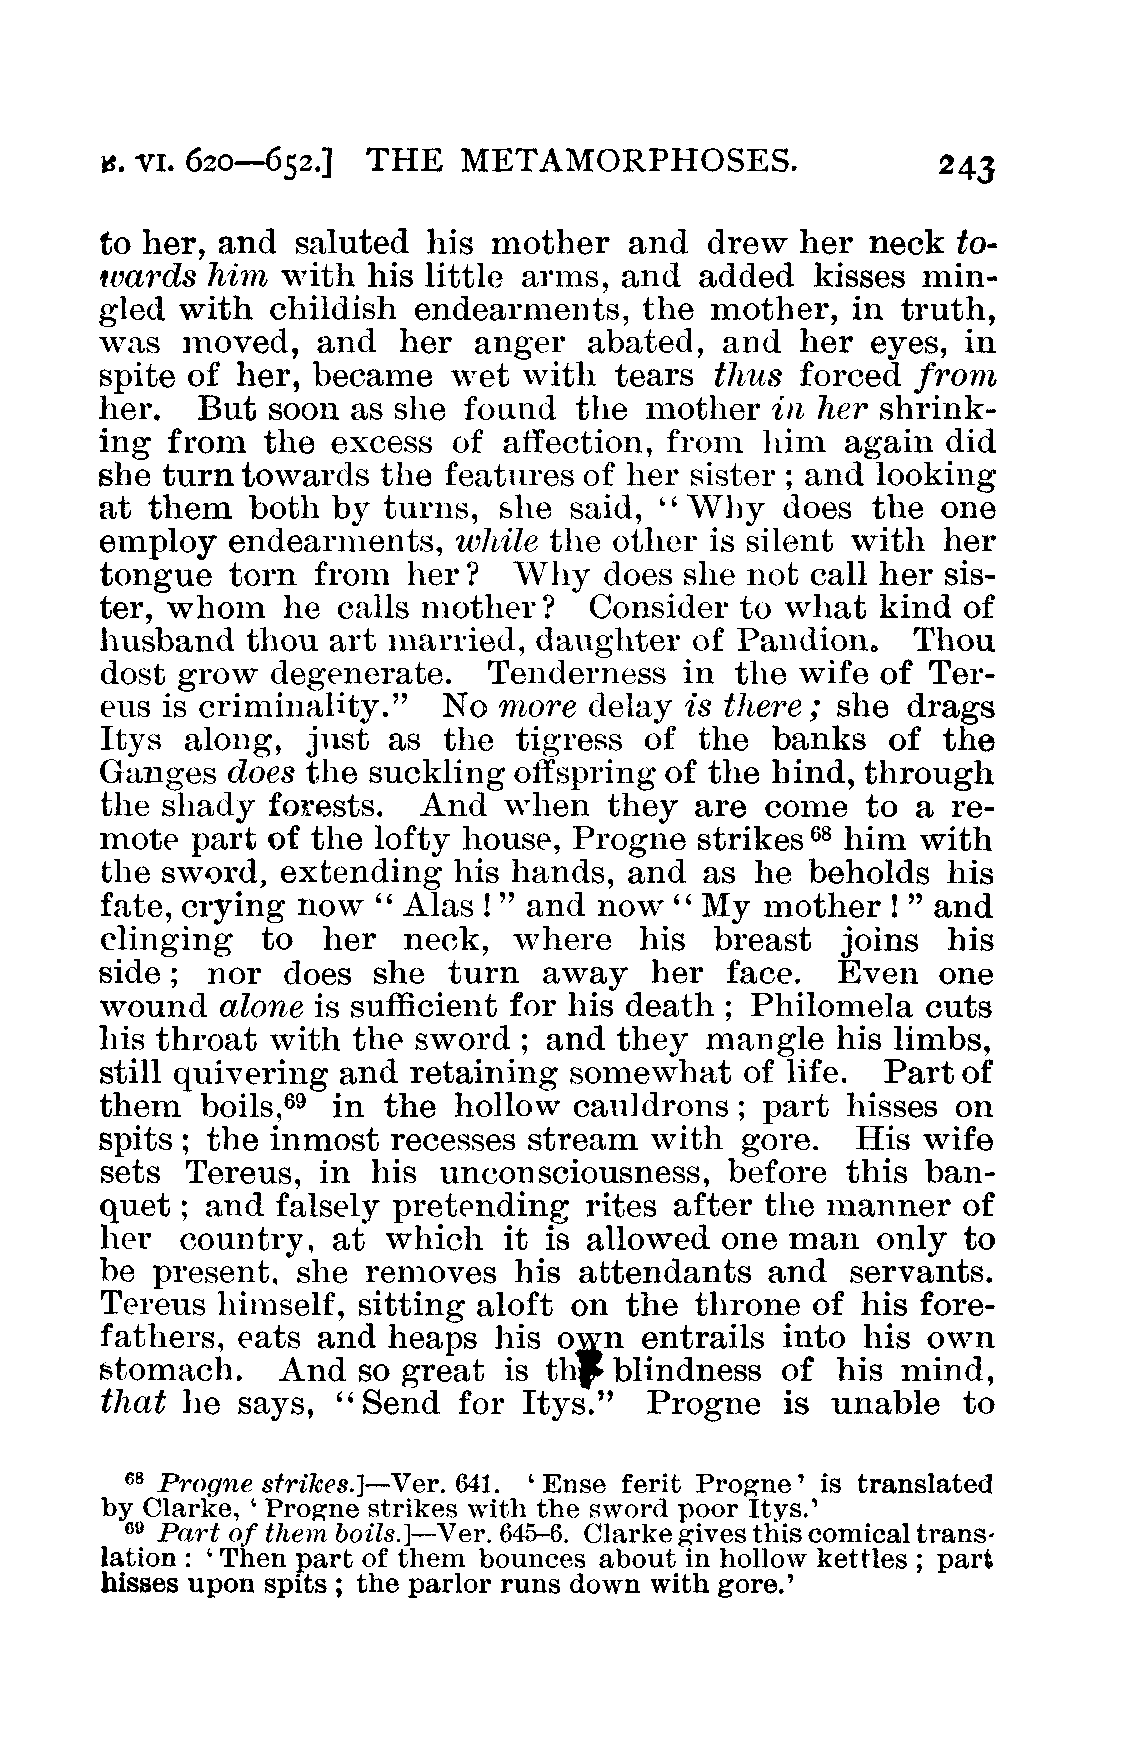 B. VI. 620—652.] THE METAMORPHOSES. 243
to her, and saluted his mother and drew her neck to-
wards him with his little arms, and added kisses min-
gled with childish endearments, the mother, in truth,
was moved, and her anger abated, and her eyes, in
spite of her, became wet with tears thus forced from
her. But soon as she found the mother in her shrink-
ing from the excess of affection, from him again did
she turn towards the features of her sister ; and looking
at them both by turns, she said, “ Why does the one
employ endearments, while the other is silent with her
tongue torn from her ? Why does she not call her sis-
ter, whom he calls mother ? Consider to what kind of
husband thou art married, daughter of Pandion. Thou
dost grow degenerate. Tenderness in the wife of Ter-
eus is criminality.” No more delay is there ; she drags
Itys along, just as the tigress of the banks of the
Ganges does the suckling offspring of the hind, through
the shady forests. And when they are come to a re-
mote part of the lofty house, Progne strikes⁶⁸ him with
the sword, extending his hands, and as he beholds his
fate, crying now “ Alas ! ” and now “ My mother ! ” and
clinging to her neck, where his breast joins his
side ; nor does she turn away her face. Even one
wound alone is sufficient for his death ; Philomela cuts
his throat with the sword ; and they mangle his limbs,
still quivering and retaining somewhat of life. Part of
them boils,⁶⁹ in the hollow cauldrons ; part hisses on
spits ; the inmost recesses stream with gore. His wife
sets Tereus, in his unconsciousness, before this ban-
quet ; and falsely pretending rites after the manner of
her country, at which it is allowed one man only to
be present, she removes his attendants and servants.
Tereus himself, sitting aloft on the throne of his fore-
fathers, eats and heaps his own entrails into his own
stomach. And so great is the blindness of his mind,
that he says, “ Send for Itys.” Progne is unable to
⁶⁸ Progne strikes.]—Ver. 641. ‘ Ense ferit Progne ’ is translated
by Clarke, ‘ Progne strikes with the sword poor Itys.’
⁶⁹ Part of them boils.]—Ver. 645–6. Clarke gives this comical trans-
lation : ‘ Then part of them bounces about in hollow kettles ; part
hisses upon spits ; the parlor runs down with gore.’